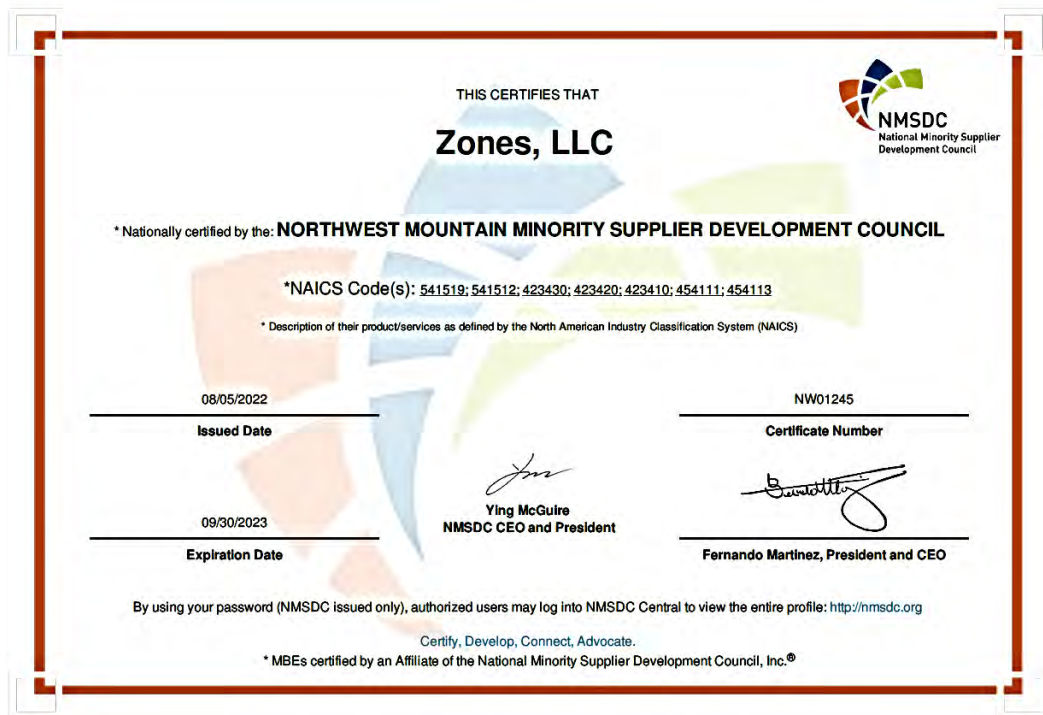 THIS CERTIFIES THAT
NMSDC
National Minority Supplier
Development Council
Zones, LLC
* Nationally certified by the: NORTHWEST MOUNTAIN MINORITY SUPPLIER DEVELOPMENT COUNCIL
*NAICS Code(s): 541519; 541512; 423430; 423420; 423410; 454111; 454113
* Description of their product/services as defined by the North American Industry Classification System (NAICS)
08/05/2022
Issued Date
NW01245
Certificate Number
Ying McGuire
NMSDC CEO and President
09/30/2023
Expiration Date
Fernando Martinez, President and CEO
By using your password (NMSDC issued only), authorized users may log into NMSDC Central to view the entire profile: http://nmsdc.org
Certify, Develop, Connect, Advocate.
* MBEs certified by an Affiliate of the National Minority Supplier Development Council, Inc.®